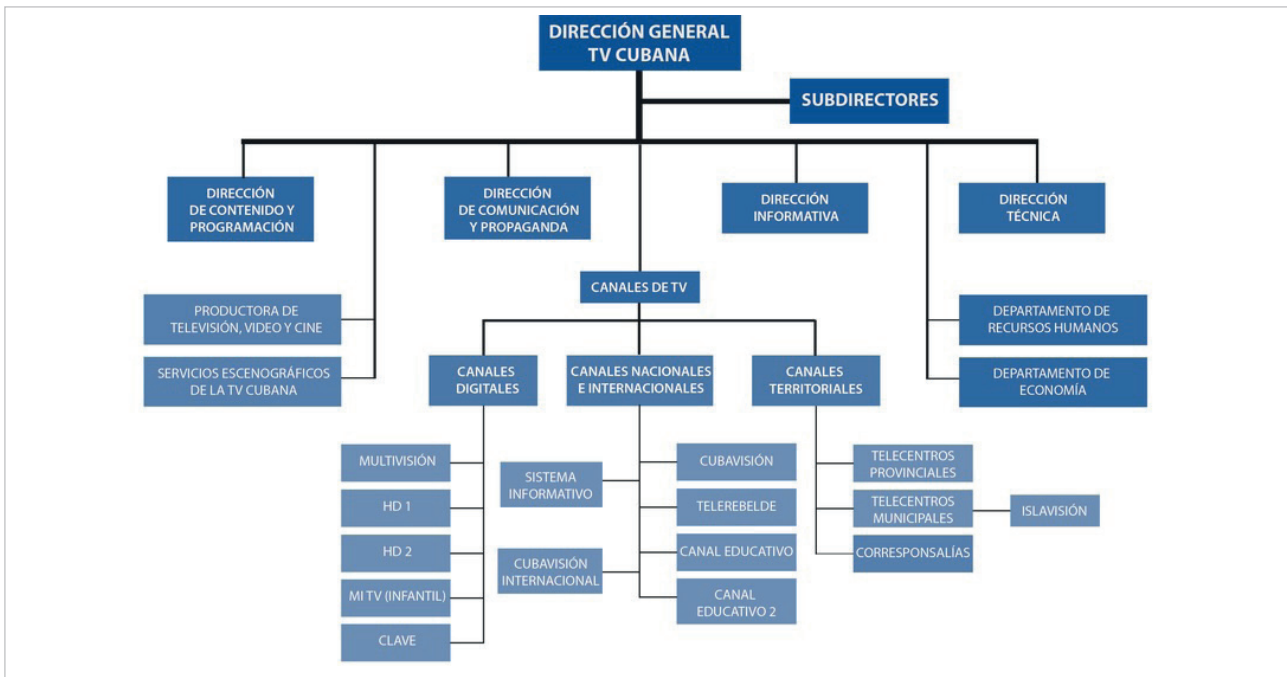 DIRECCIÓN GENERAL
TV CUBANA
SUBDIRECTORES
DIRECCIÓN
DE CONTENIDO Y
PROGRAMACIÓN
DIRECCIÓN
DE COMUNICACIÓN
Y PROPAGANDA
DIRECCIÓN
INFORMATIVA
DIRECCIÓN
TÉCNICA
CANALES DE TV
PRODUCTORA DE
TELEVISIÓN, VIDEO Y CINE
SERVICIOS ESCENOGRÁFICOS
DE LA TV CUBANA
DEPARTAMENTO DE
RECURSOS HUMANOS
DEPARTAMENTO DE
ECONOMÍA
CANALES
DIGITALES
CANALES NACIONALES
E INTERNACIONALES
CANALES
TERRITORIALES
MULTIVISIÓN
HD 1
HD 2
MI TV (INFANTIL)
CLAVE
SISTEMA
INFORMATIVO
CUBAVISIÓN
INTERNACIONAL
CUBAVISIÓN
TELEREBELDE
CANAL EDUCATIVO
CANAL
EDUCATIVO 2
TELECENTROS
PROVINCIALES
TELECENTROS
MUNICIPALES
ISLAVISIÓN
CORRESPONSALÍAS